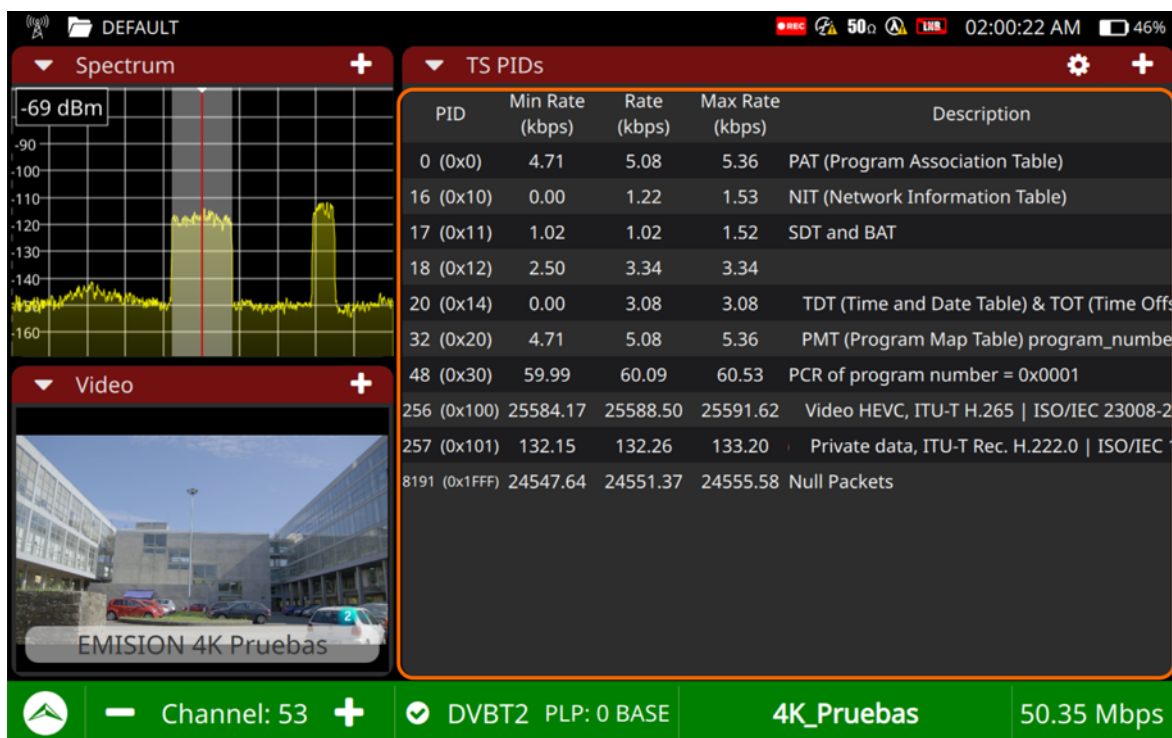 DEFAULT
REC 50Ω LNB 02:00:22 AM 46%
Spectrum
-69 dBm
-90
-100
-110
-120
-130
-140
-160
Video
EMISION 4K Pruebas
2
TS PIDs
PID Min Rate (kbps) Rate (kbps) Max Rate (kbps) Description
0 (0x0) 4.71 5.08 5.36 PAT (Program Association Table)
16 (0x10) 0.00 1.22 1.53 NIT (Network Information Table)
17 (0x11) 1.02 1.02 1.52 SDT and BAT
18 (0x12) 2.50 3.34 3.34
20 (0x14) 0.00 3.08 3.08 TDT (Time and Date Table) & TOT (Time Offs
32 (0x20) 4.71 5.08 5.36 PMT (Program Map Table) program_numbe
48 (0x30) 59.99 60.09 60.53 PCR of program number = 0x0001
256 (0x100) 25584.17 25588.50 25591.62 Video HEVC, ITU-T H.265 | ISO/IEC 23008-2
257 (0x101) 132.15 132.26 133.20 Private data, ITU-T Rec. H.222.0 | ISO/IEC
8191 (0x1FFF) 24547.64 24551.37 24555.58 Null Packets
Channel: 53 DVBT2 PLP: 0 BASE 4K_Pruebas 50.35 Mbps